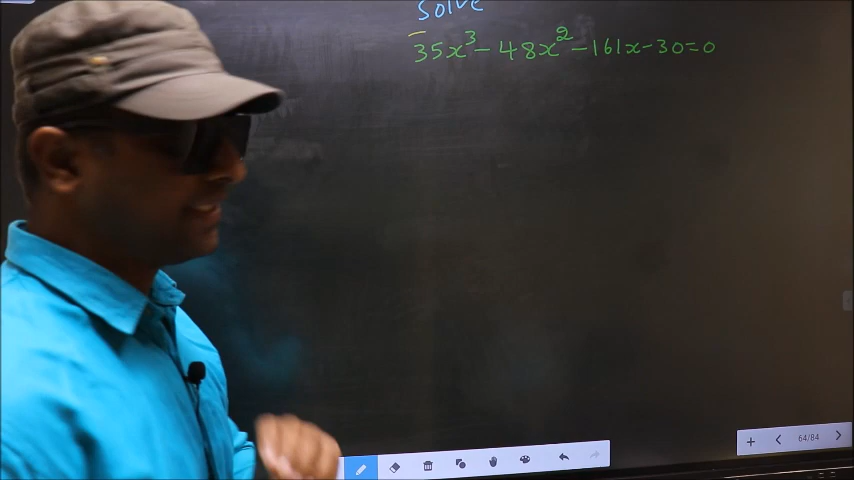 Solve
35x³ - 48x² - 161x - 30 = 0
64/84